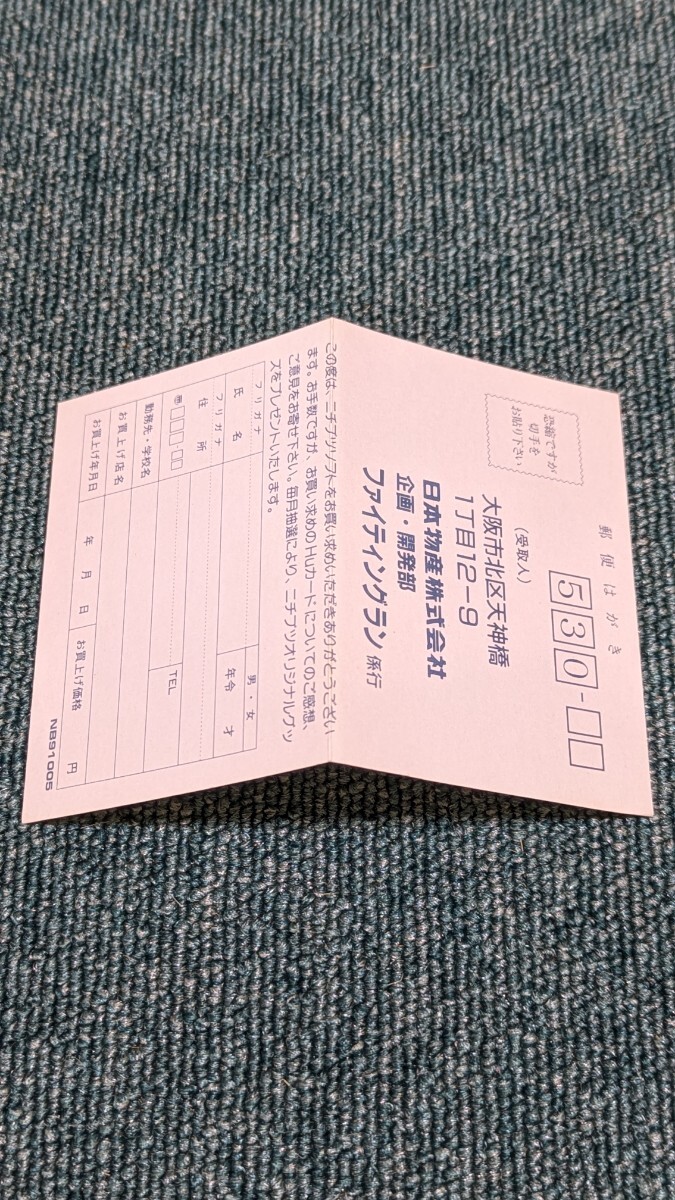 郵便はがき
530-
恐縮ですが
切手を
お貼り下さい
(受取人)
大阪市北区天神橋
1丁目12-9
日本物産株式会社
企画・開発部
ファイティングラン 係行
この度は、ニチブツソフトをお買い求めいただきありがとうござい
ます。お手数ですが、お買い求めのHuカードについてのご感想、
ご意見をお寄せ下さい。毎月抽選により、ニチブツオリジナルグッ
ズをプレゼントいたします。
フリガナ
氏名
男・女
年令 才
フリガナ
住所
〒
TEL
勤務先・学校名
お買上げ店名
お買上げ年月日
年 月 日
お買上げ価格
円
NB91005